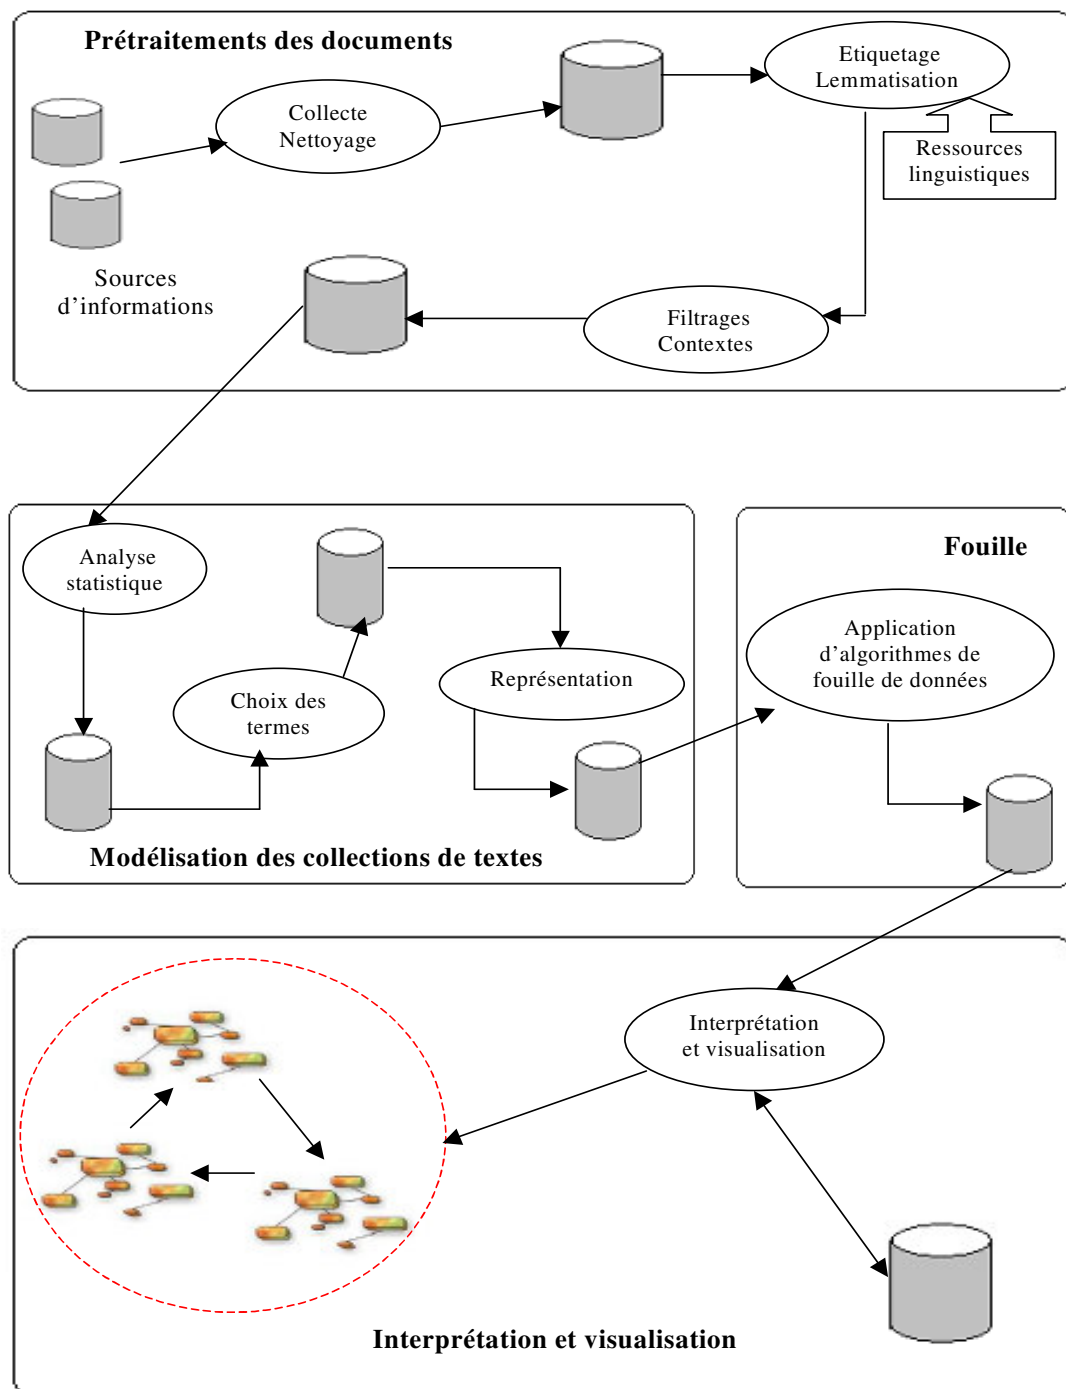 Prétraitements des documents
Etiquetage
Lemmatisation
Collecte
Nettoyage
Ressources
linguistiques
Sources
d’informations
Filtrages
Contextes
Analyse
statistique
Choix des
termes
Représentation
Modélisation des collections de textes
Fouille
Application
d’algorithmes de
fouille de données
Interprétation
et visualisation
Interprétation et visualisation